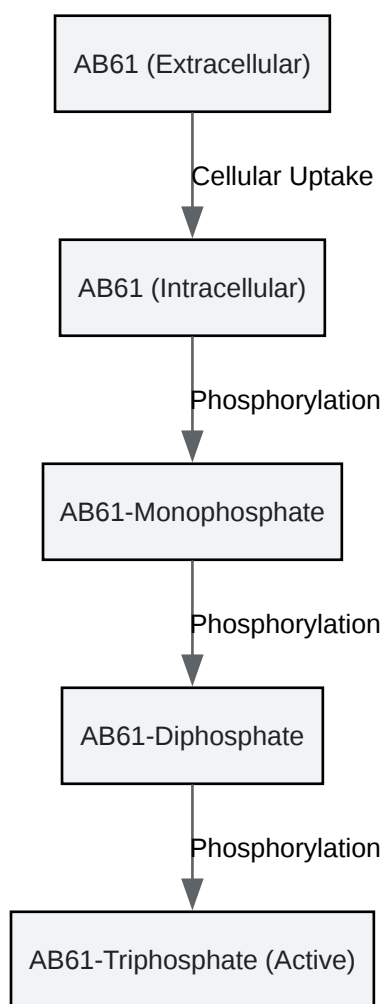 AB61 (Extracellular)
Cellular Uptake
AB61 (Intracellular)
Phosphorylation
AB61-Monophosphate
Phosphorylation
AB61-Diphosphate
Phosphorylation
AB61-Triphosphate (Active)